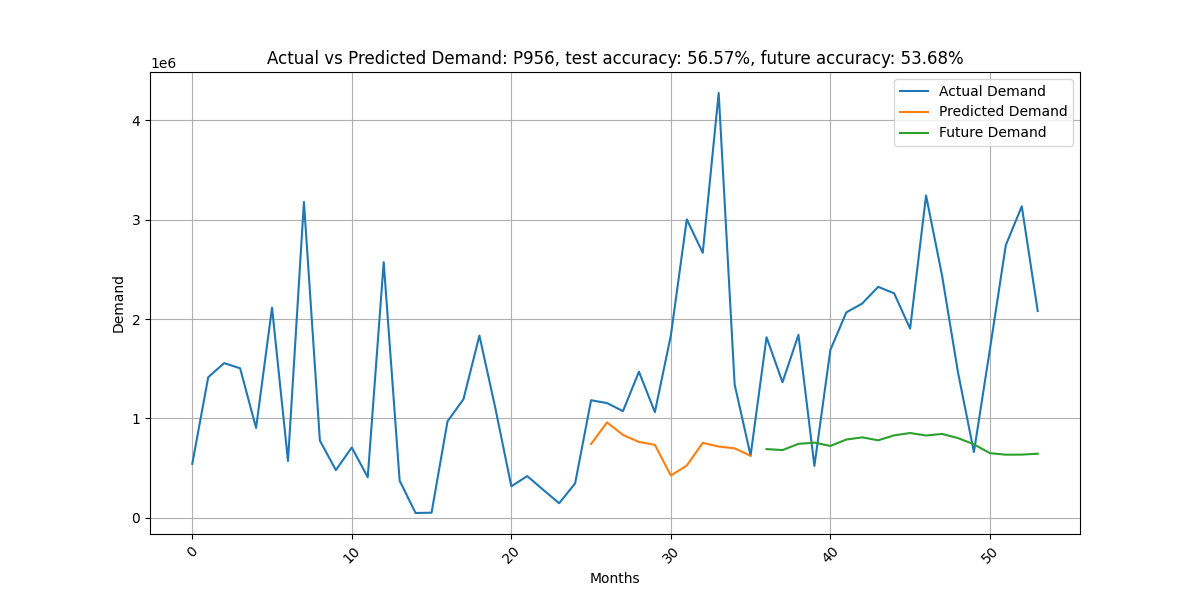 Actual vs Predicted Demand: P956, test accuracy: 56.57%, future accuracy: 53.68%
1e6
Actual Demand
Predicted Demand
Future Demand
4
3
2
1
0
Demand
0 10 20 30 40 50
Months